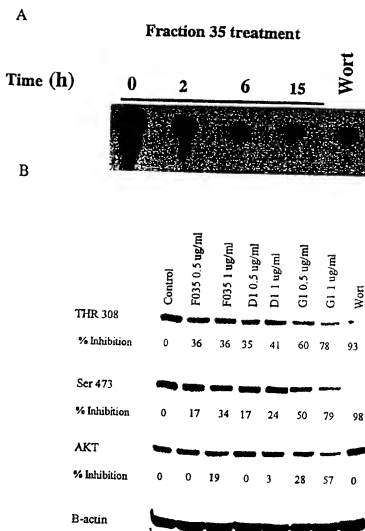 A
Fraction 35 treatment
Time (h) 0 2 6 15 Wort
B
Control F035 0.5 ug/ml F035 1 ug/ml D1 0.5 ug/ml D1 1 ug/ml G1 0.5 ug/ml G1 1 ug/ml Wort
THR 308
% Inhibition 0 36 36 35 41 60 78 93
Ser 473
% Inhibition 0 17 34 17 24 50 79 98
AKT
% Inhibition 0 0 19 0 3 28 57 0
B-actin